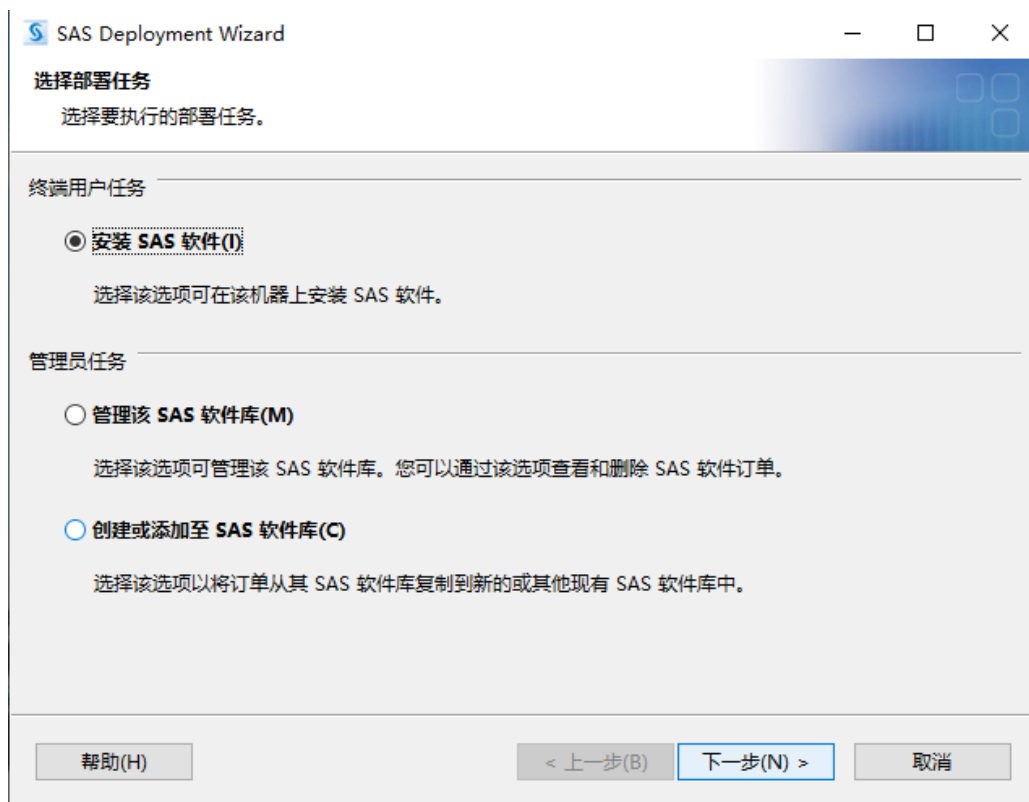 SAS Deployment Wizard
选择部署任务
选择要执行的部署任务。
终端用户任务
安装 SAS 软件(I)
选择该选项可在该机器上安装 SAS 软件。
管理员任务
管理该 SAS 软件库(M)
选择该选项可管理该 SAS 软件库。您可以通过该选项查看和删除 SAS 软件订单。
创建或添加至 SAS 软件库(C)
选择该选项以将订单从其 SAS 软件库复制到新的或其他现有 SAS 软件库中。
帮助(H)
< 上一步(B)
下一步(N) >
取消